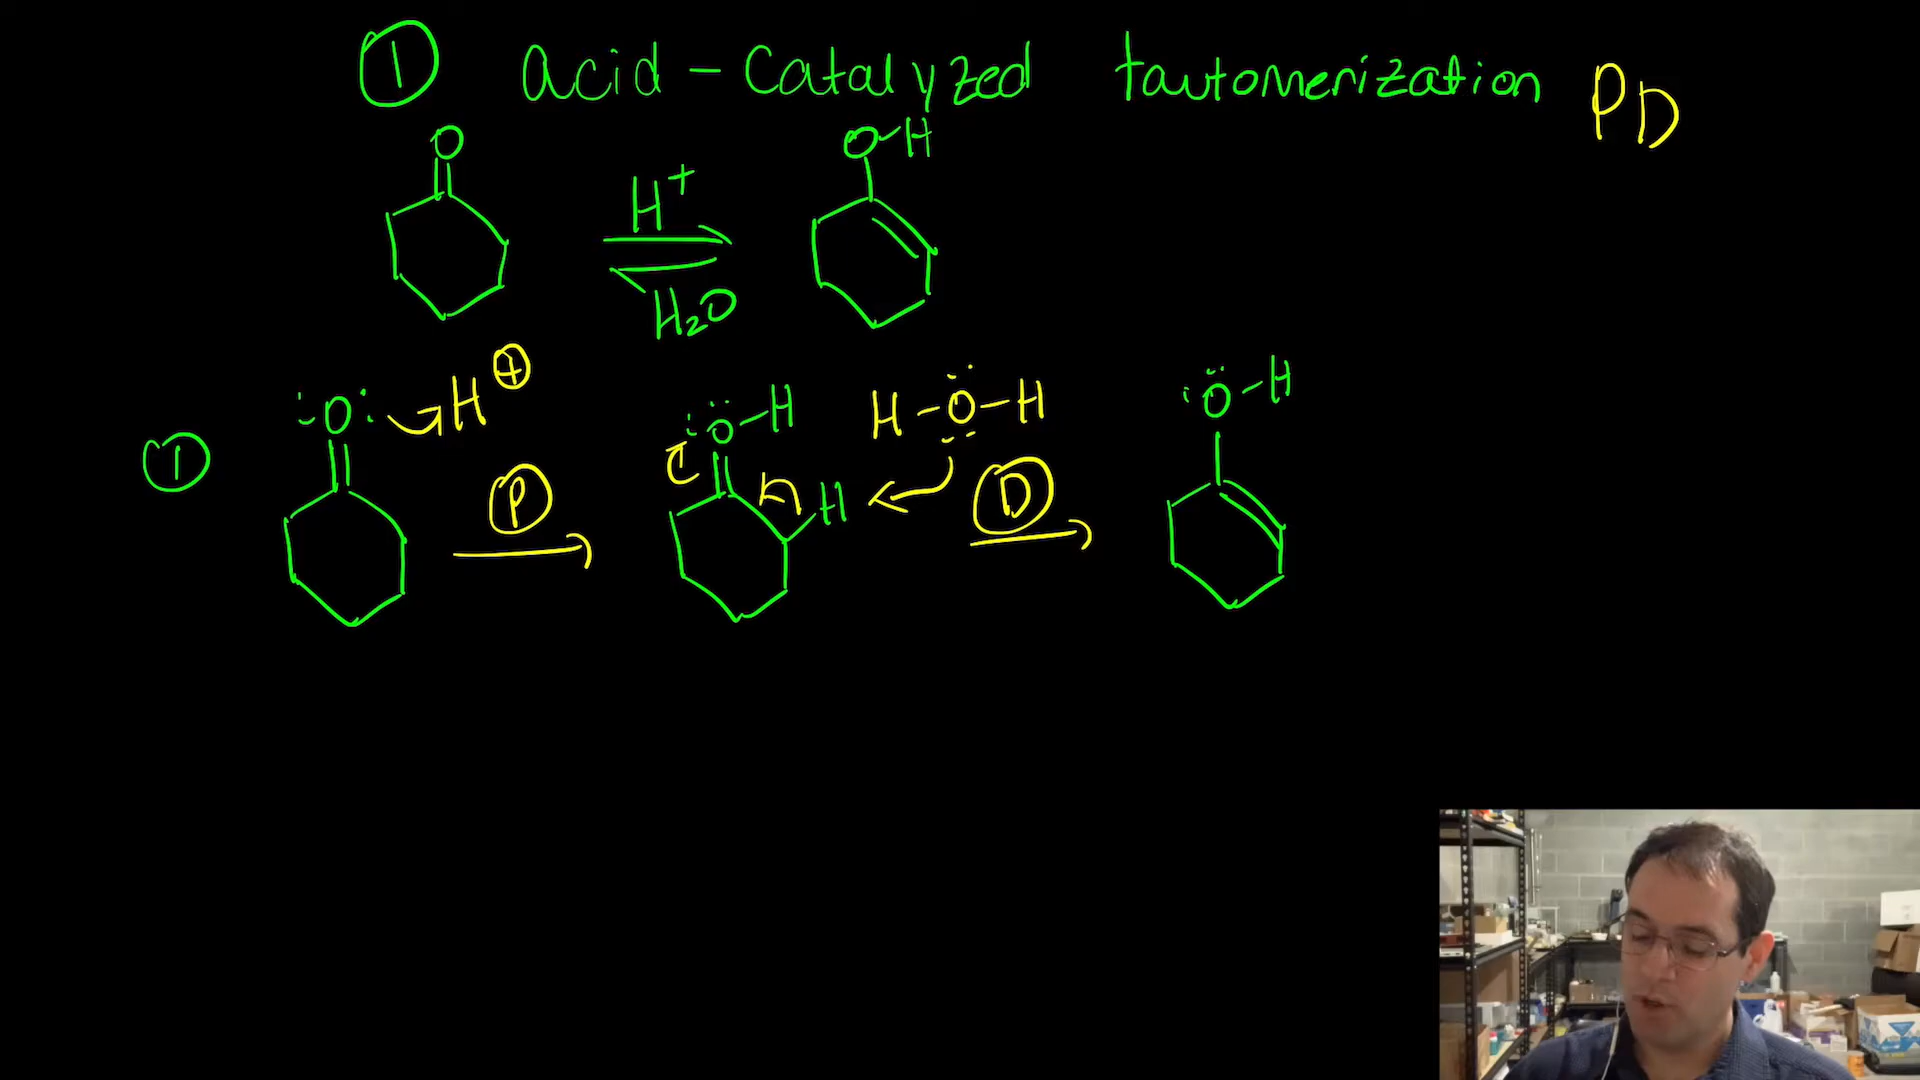 ① acid-Catalyzed tautomerization PD
O
O-H
H+
H₂O
① :O: H⊕
Ⓟ
:Ö-H
H
H-Ö-H
Ⓓ
:Ö-H